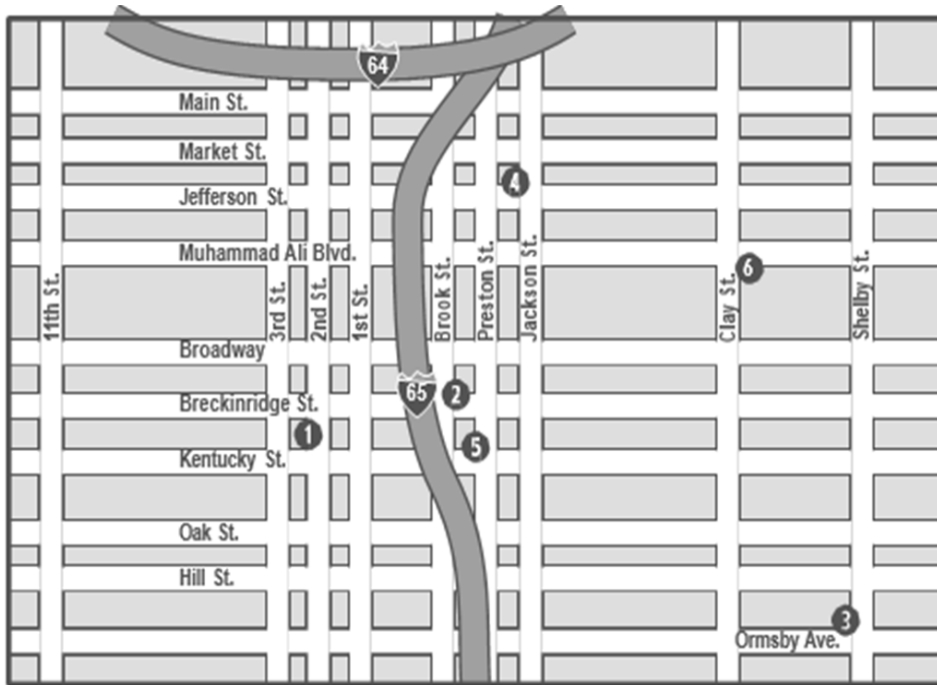 64
Main St.
Market St.
4
Jefferson St.
Muhammad Ali Blvd.
6
11th St.
3rd St.
2nd St.
1st St.
Brook St.
Preston St.
Jackson St.
Clay St.
Shelby St.
Broadway
65
2
Breckinridge St.
1
5
Kentucky St.
Oak St.
Hill St.
3
Ormsby Ave.